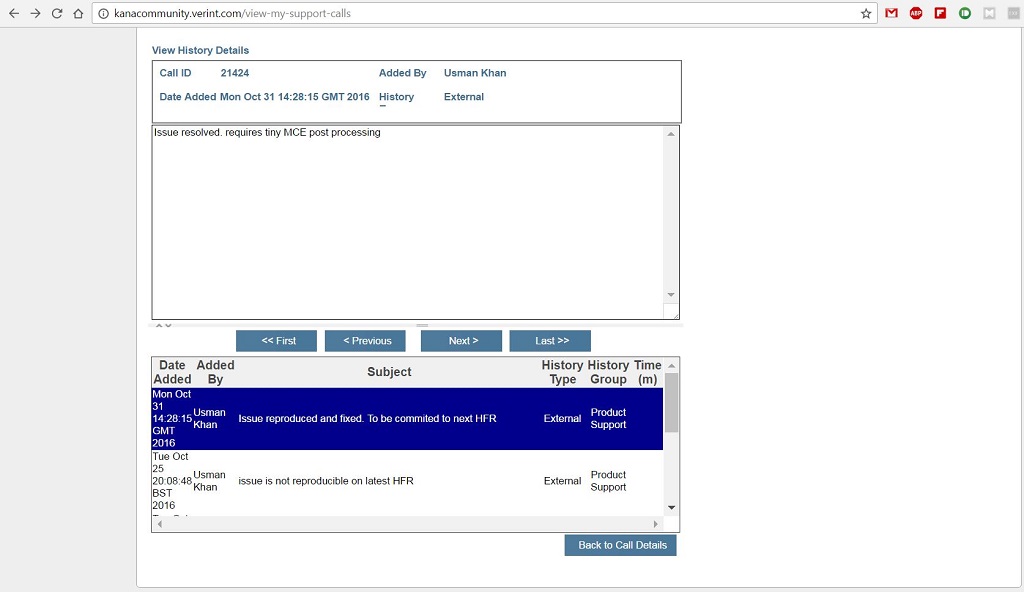 kanacommunity.verint.com/view-my-support-calls
ABP
View History Details
Call ID 21424 Added By Usman Khan
Date Added Mon Oct 31 14:28:15 GMT 2016 History External
Issue resolved. requires tiny MCE post processing
<< First < Previous Next > Last >>
Date Added Added By Subject History Type History Group Time (m)
Mon Oct
31
14:28:15
GMT
2016
Usman
Khan
Issue reproduced and fixed. To be commited to next HFR
External
Product
Support
Tue Oct
25
20:08:48
BST
2016
Usman
Khan
issue is not reproducible on latest HFR
External
Product
Support
Back to Call Details